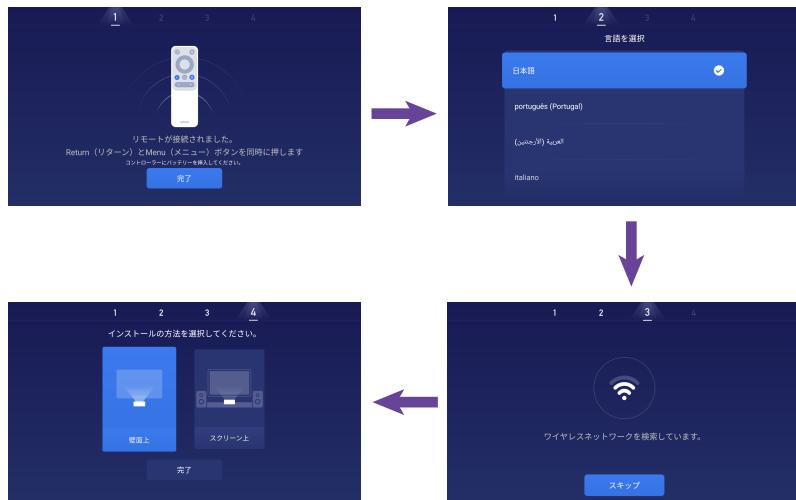 1 2 3 4
リモートが接続されました。
Return（リターン）とMenu（メニュー）ボタンを同時に押します
コントローラーにバッテリーを挿入してください。
完了
1 2 3 4
言語を選択
日本語
português (Portugal)
العربية (الأرجنتين)
italiano
1 2 3 4
ワイヤレスネットワークを検索しています。
スキップ
1 2 3 4
インストールの方法を選択してください。
壁面上
スクリーン上
完了